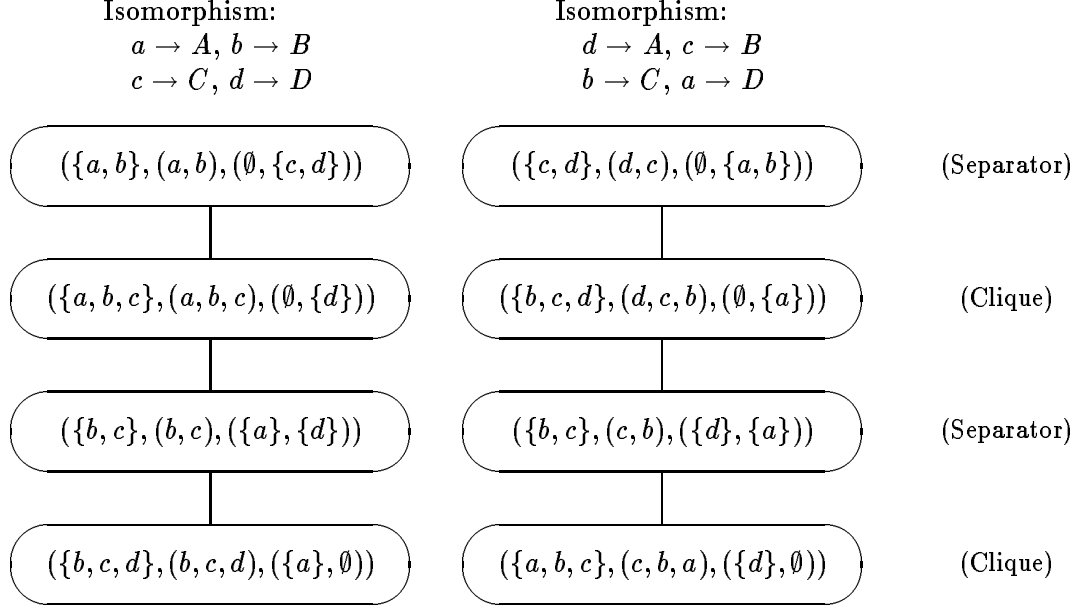 Isomorphism: Isomorphism:
a → A, b → B d → A, c → B
c → C, d → D b → C, a → D
({a, b}, (a, b), (∅, {c, d})) ({c, d}, (d, c), (∅, {a, b})) (Separator)
({a, b, c}, (a, b, c), (∅, {d})) ({b, c, d}, (d, c, b), (∅, {a})) (Clique)
({b, c}, (b, c), ({a}, {d})) ({b, c}, (c, b), ({d}, {a})) (Separator)
({b, c, d}, (b, c, d), ({a}, ∅)) ({a, b, c}, (c, b, a), ({d}, ∅)) (Clique)